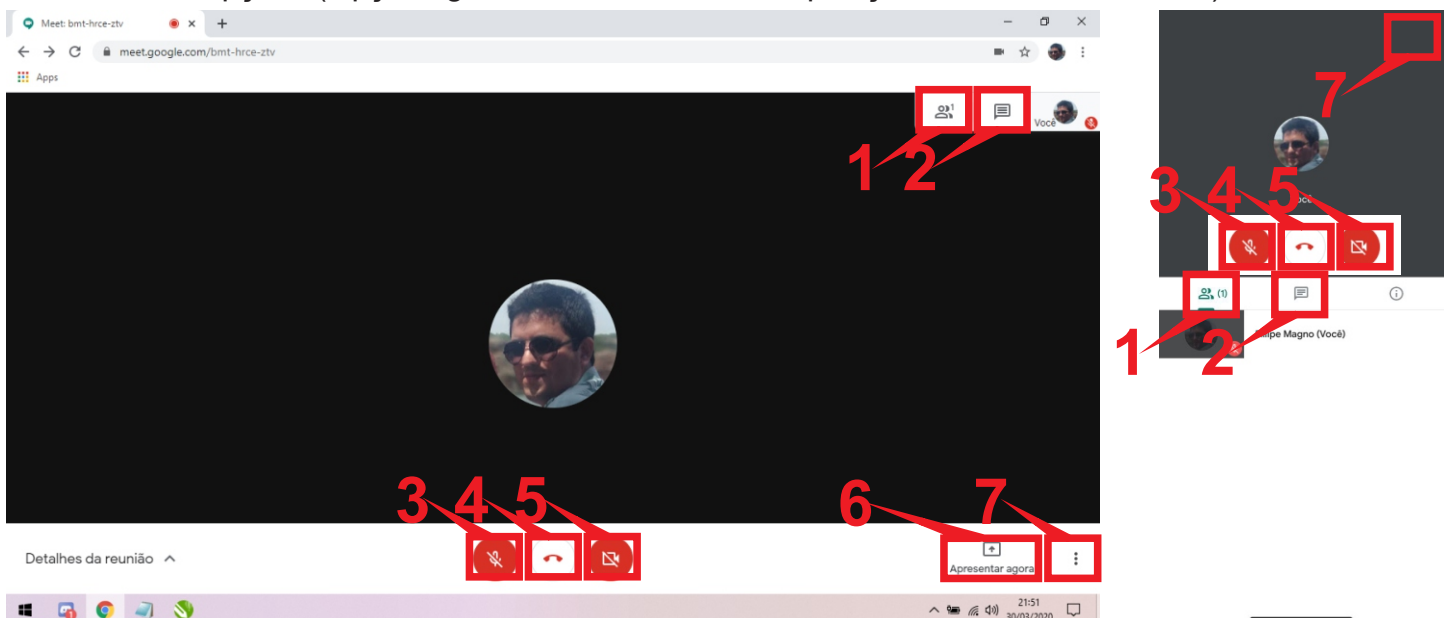 Meet: bmt-hrce-ztv
meet.google.com/bmt-hrce-ztv
Apps
1
Você
1
2
3
4
5
6
7
Detalhes da reunião
Apresentar agora
21:51
30/03/2020
7
3
4
5
(1)
1
2
Magno (Você)